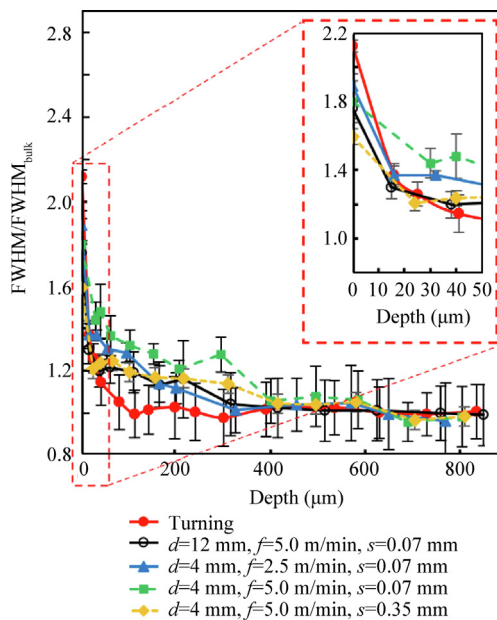 2.9
2.8
2.4
2.0
1.6
1.2
0.8
FWHM/FWHM_bulk
0 200 400 600 800
Depth (μm)
2.2
1.8
1.4
1.0
0 10 20 30 40 50
Depth (μm)
Turning
d=12 mm, f=5.0 m/min, s=0.07 mm
d=4 mm, f=2.5 m/min, s=0.07 mm
d=4 mm, f=5.0 m/min, s=0.07 mm
d=4 mm, f=5.0 m/min, s=0.35 mm